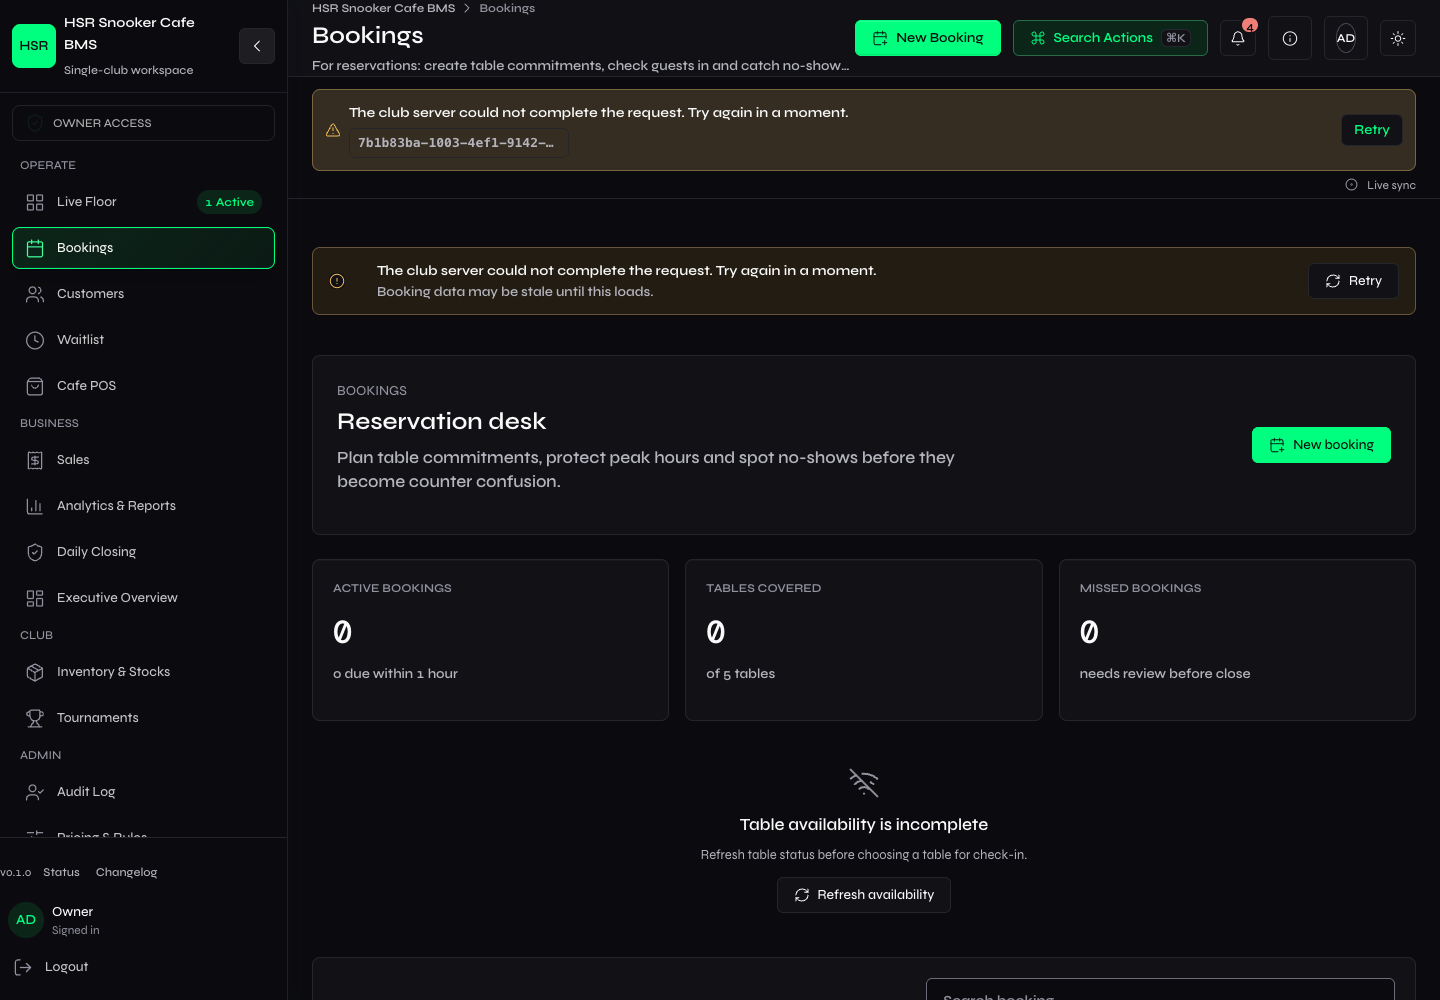 HSR
HSR Snooker Cafe
BMS
Single-club workspace
OWNER ACCESS
OPERATE
Live Floor
1 Active
Bookings
Customers
Waitlist
Cafe POS
BUSINESS
Sales
Analytics & Reports
Daily Closing
Executive Overview
CLUB
Inventory & Stocks
Tournaments
ADMIN
Audit Log
Pricing & Rules
v0.1.0 Status Changelog
AD
Owner
Signed in
Logout
HSR Snooker Cafe BMS > Bookings
Bookings
For reservations: create table commitments, check guests in and catch no-show…
New Booking
Search Actions ⌘K
4
AD
The club server could not complete the request. Try again in a moment.
7b1b83ba-1003-4ef1-9142-…
Retry
Live sync
The club server could not complete the request. Try again in a moment.
Booking data may be stale until this loads.
Retry
BOOKINGS
Reservation desk
Plan table commitments, protect peak hours and spot no-shows before they
become counter confusion.
New booking
ACTIVE BOOKINGS
0
0 due within 1 hour
TABLES COVERED
0
of 5 tables
MISSED BOOKINGS
0
needs review before close
Table availability is incomplete
Refresh table status before choosing a table for check-in.
Refresh availability
Search booking